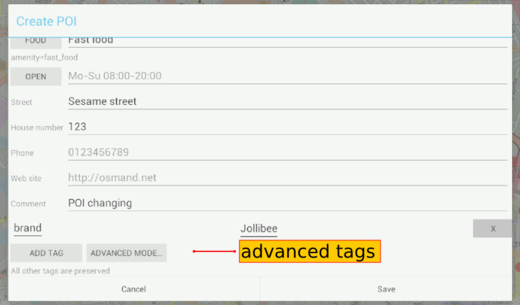 Create POI
FOOD Fast food
amenity=fast_food
OPEN Mo-Su 08:00-20:00
Street Sesame street
House number 123
Phone 0123456789
Web site http://osmand.net
Comment POI changing
brand Jollibee X
ADD TAG ADVANCED MODE... advanced tags
All other tags are preserved
Cancel Save